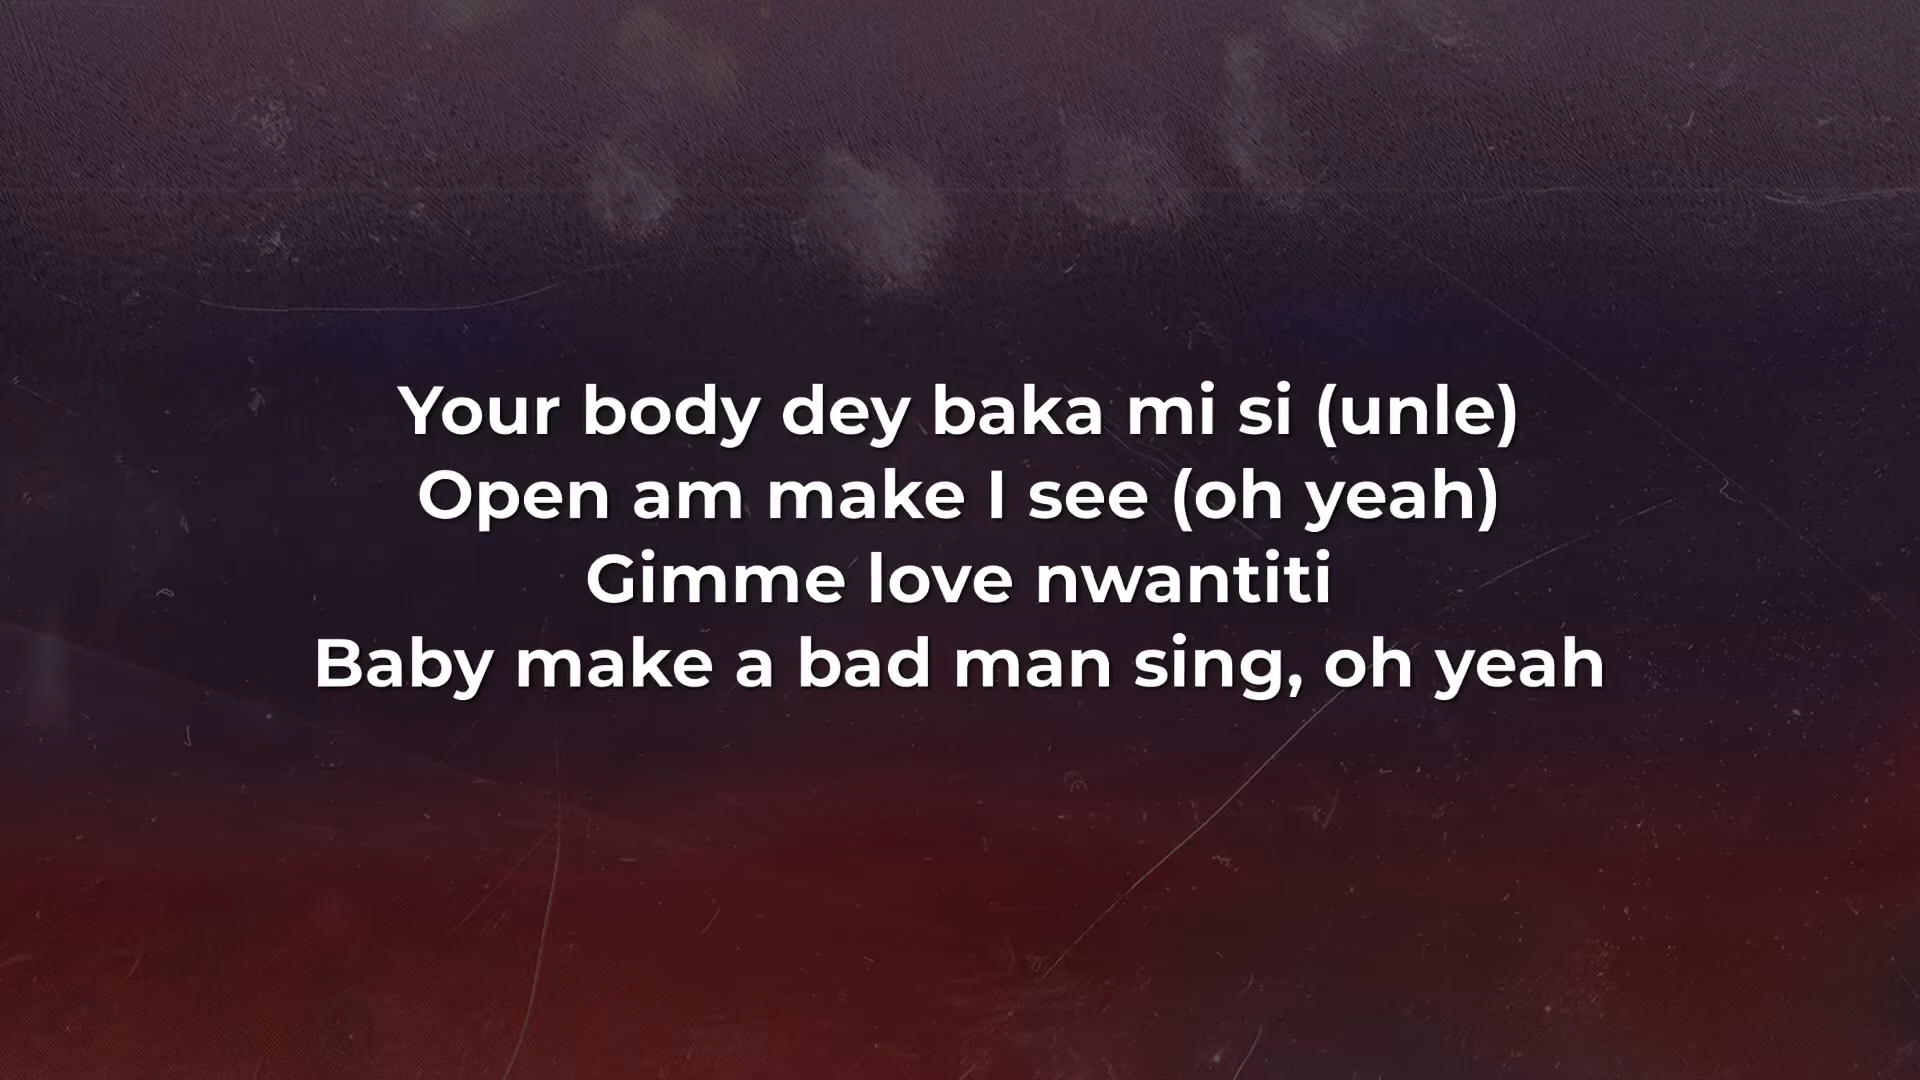 Your body dey baka mi si (unle)
Open am make I see (oh yeah)
Gimme love nwantiti
Baby make a bad man sing, oh yeah